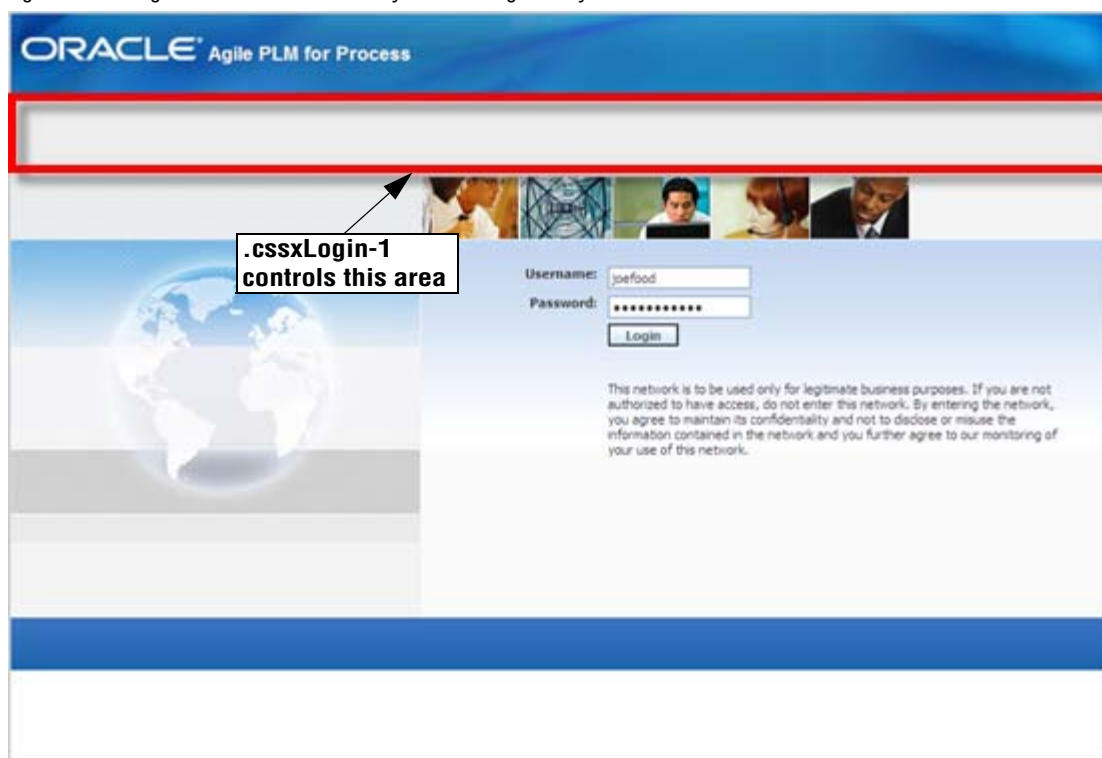 ORACLE® Agile PLM for Process
.cssxLogin-1
controls this area
Username: joefood
Password: •••••••••••
Login
This network is to be used only for legitimate business purposes. If you are not
authorized to have access, do not enter this network. By entering the network,
you agree to maintain its confidentiality and not to disclose or misuse the
information contained in the network and you further agree to our monitoring of
your use of this network.